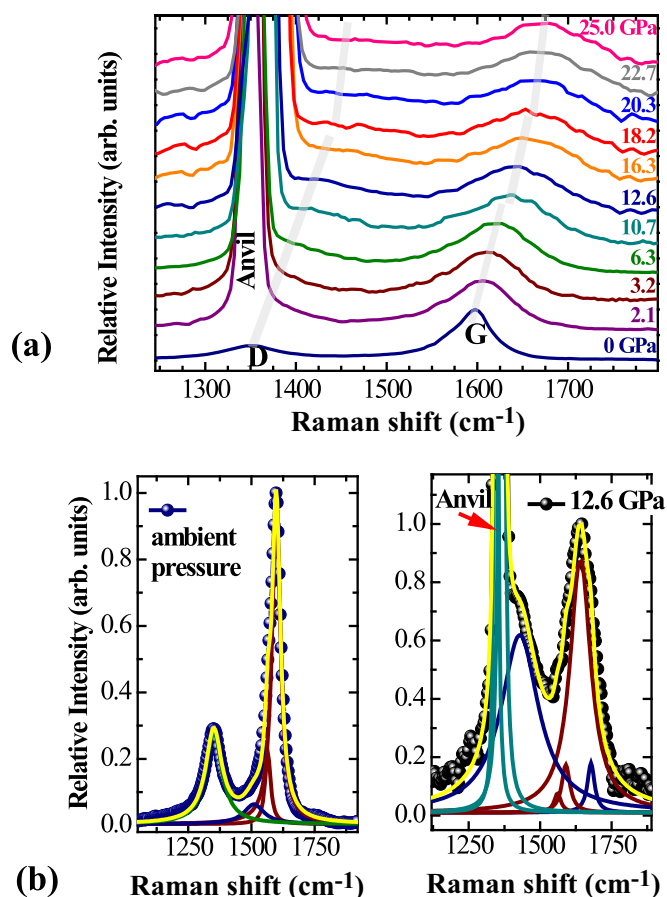 25.0 GPa
22.7
20.3
18.2
16.3
12.6
10.7
6.3
3.2
2.1
0 GPa
Anvil
D
G
Relative Intensity (arb. units)
(a)
1300 1400 1500 1600 1700
Raman shift (cm-1)
1.0
0.8
0.6
0.4
0.2
0.0
ambient
pressure
Relative Intensity (arb. units)
1250 1500 1750
Raman shift (cm-1)
Anvil
12.6 GPa
1.0
0.8
0.6
0.4
0.2
0.0
1250 1500 1750
Raman shift (cm-1)
(b)